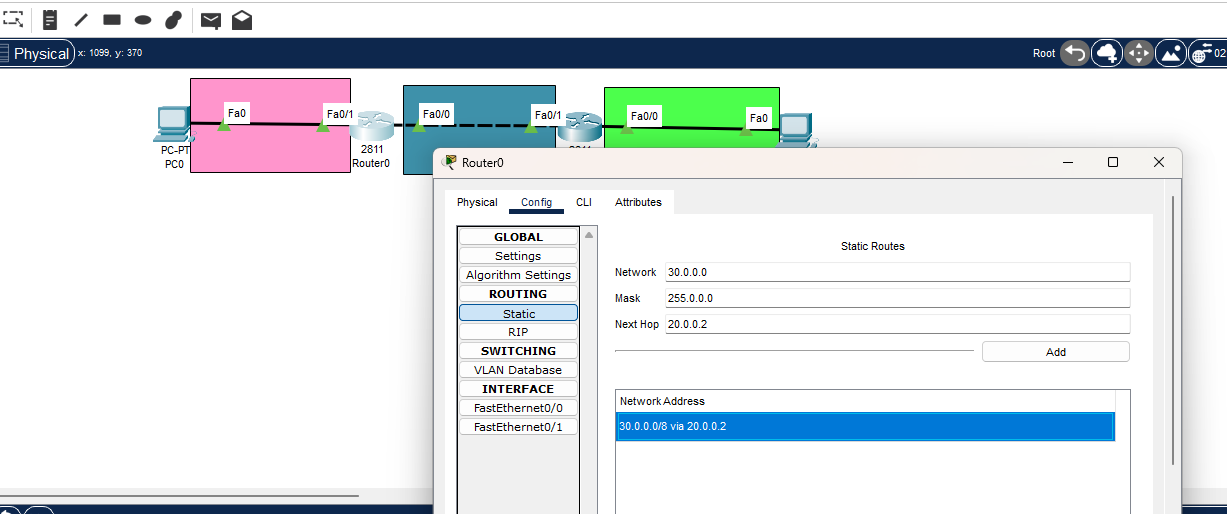 Physical x: 1099, y: 370 Root 02
Fa0 Fa0/1 Fa0/0 Fa0/1 Fa0/0 Fa0
PC-PT
PC0
2811
Router0
Router0
Physical Config CLI Attributes
GLOBAL
Settings
Algorithm Settings
ROUTING
Static
RIP
SWITCHING
VLAN Database
INTERFACE
FastEthernet0/0
FastEthernet0/1
Static Routes
Network 30.0.0.0
Mask 255.0.0.0
Next Hop 20.0.0.2
Add
Network Address
30.0.0.0/8 via 20.0.0.2